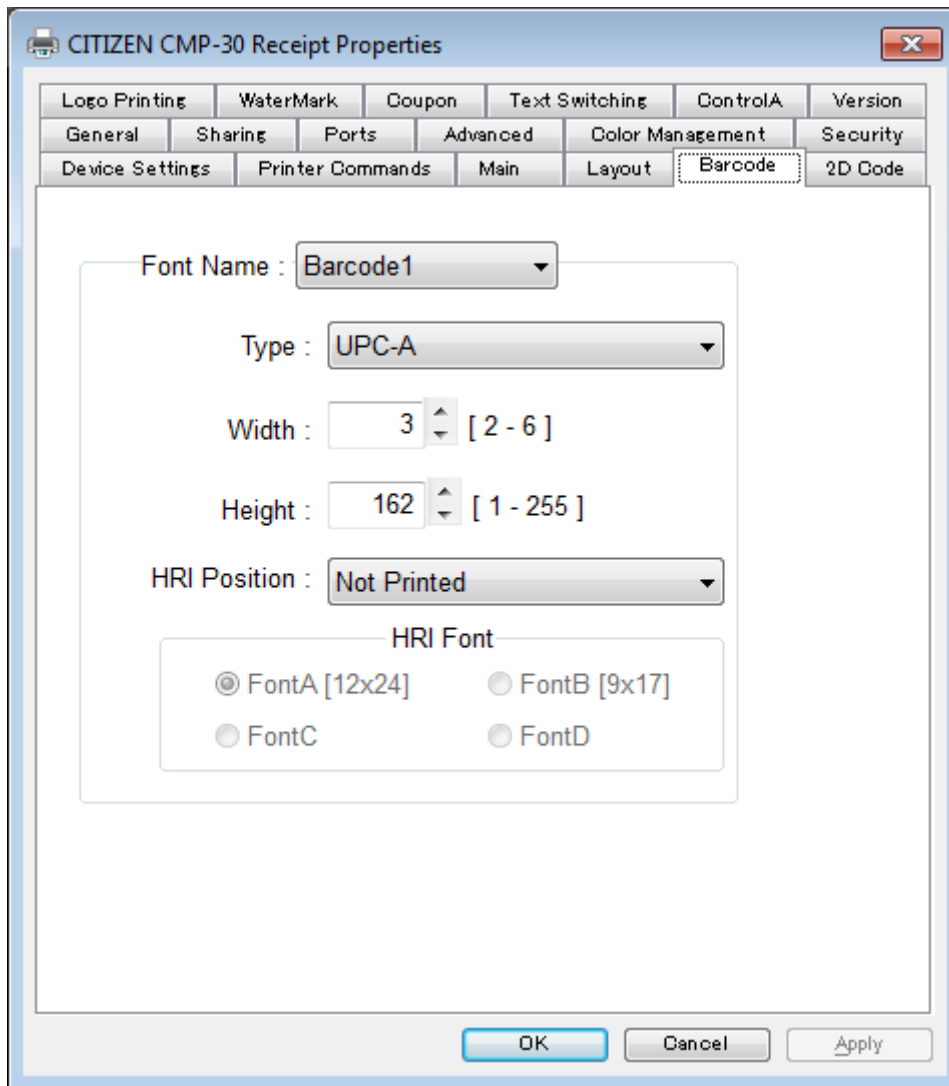 CITIZEN CMP-30 Receipt Properties
Logo Printing WaterMark Coupon Text Switching ControlA Version
General Sharing Ports Advanced Color Management Security
Device Settings Printer Commands Main Layout Barcode 2D Code
Font Name : Barcode1
Type : UPC-A
Width : 3 [ 2 - 6 ]
Height : 162 [ 1 - 255 ]
HRI Position : Not Printed
HRI Font
FontA [12x24] FontB [9x17]
FontC FontD
OK Cancel Apply